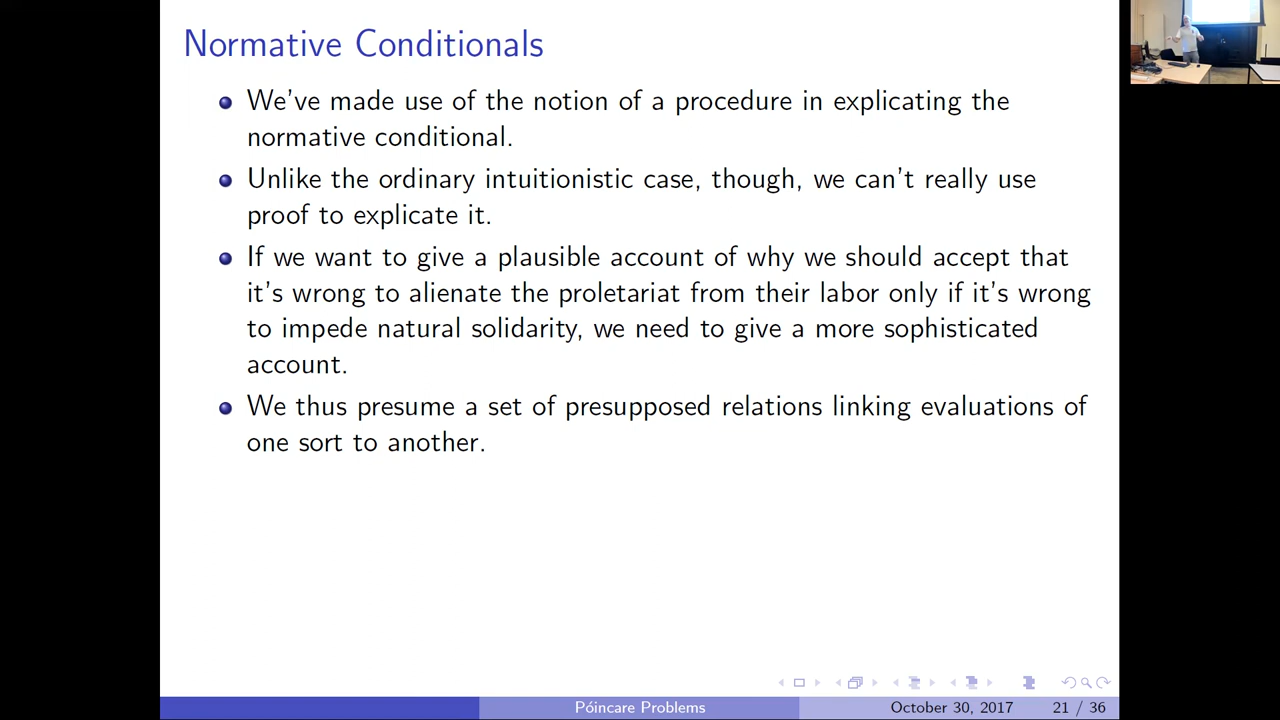 Normative Conditionals
We've made use of the notion of a procedure in explicating the
normative conditional.
Unlike the ordinary intuitionistic case, though, we can't really use
proof to explicate it.
If we want to give a plausible account of why we should accept that
it's wrong to alienate the proletariat from their labor only if it's wrong
to impede natural solidarity, we need to give a more sophisticated
account.
We thus presume a set of presupposed relations linking evaluations of
one sort to another.
Póincare Problems
October 30, 2017
21 / 36